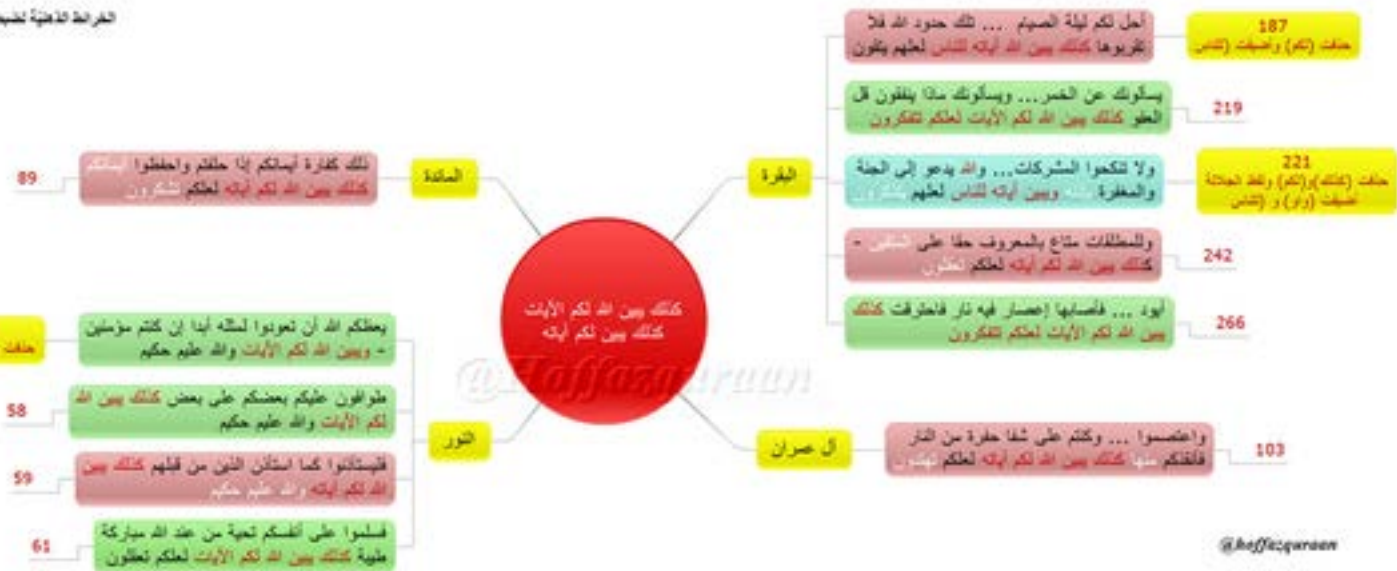 الخرائط الذهنية لضبط
أحل لكم ليلة الصيام ... تلك حدود الله فلا
تقربوها كذلك يبين الله آياته للناس لعلهم يتقون
187
حذفت (لكم) وأضيفت (للناس
يسألونك عن الخمر... ويسألونك ماذا ينفقون قل
العفو كذلك يبين الله لكم الآيات لعلكم تتفكرون
219
البقرة
ولا تنكحوا المشركات... والله يدعو إلى الجنة
والمغفرة بإذنه ويبين آياته للناس لعلهم يتذكرون
221
حذفت (كذلك)و(لكم) ولفظ الجلالة
أضيفت (واو) و (للناس
وللمطلقات متاع بالمعروف حقا على المتقين -
كذلك يبين الله لكم آياته لعلكم تعقلون
242
أيود ... فأصابها إعصار فيه نار فاحترقت كذلك
يبين الله لكم الآيات لعلكم تتفكرون
266
المائدة
ذلك كفارة أيمانكم إذا حلفتم واحفظوا أيمانكم
كذلك يبين الله لكم آياته لعلكم تشكرون
89
كذلك يبين الله لكم الآيات
كذلك يبين لكم آياته
@Hoffazquraan
آل عمران
واعتصموا ... وكنتم على شفا حفرة من النار
فأنقذكم منها كذلك يبين الله لكم آياته لعلكم تهتدون
103
النور
يعظكم الله أن تعودوا لمثله أبدا إن كنتم مؤمنين
- ويبين الله لكم الآيات والله عليم حكيم
حذفت
طوافون عليكم بعضكم على بعض كذلك يبين الله
لكم الآيات والله عليم حكيم
58
فليستأذنوا كما استأذن الذين من قبلهم كذلك يبين
الله لكم آياته والله عليم حكيم
59
فسلموا على أنفسكم تحية من عند الله مباركة
طيبة كذلك يبين الله لكم الآيات لعلكم تعقلون
61
@hoffazquraan